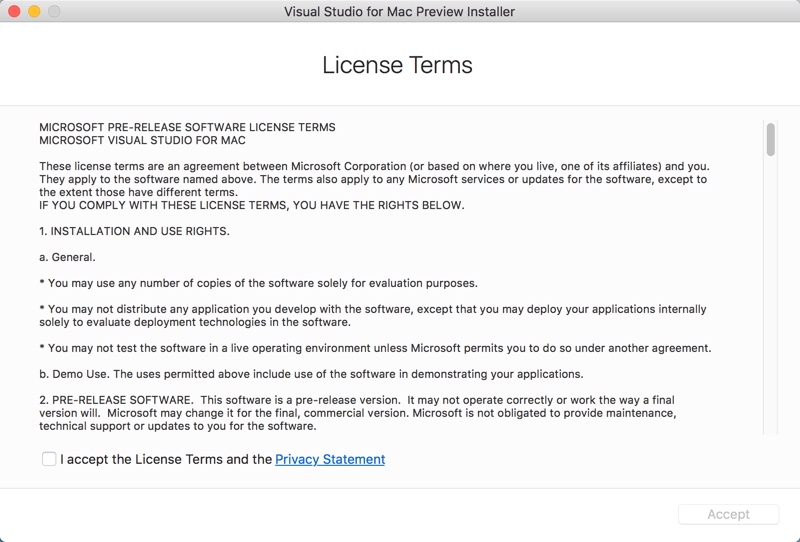 Visual Studio for Mac Preview Installer
License Terms
MICROSOFT PRE-RELEASE SOFTWARE LICENSE TERMS
MICROSOFT VISUAL STUDIO FOR MAC
These license terms are an agreement between Microsoft Corporation (or based on where you live, one of its affiliates) and you.
They apply to the software named above. The terms also apply to any Microsoft services or updates for the software, except to
the extent those have different terms.
IF YOU COMPLY WITH THESE LICENSE TERMS, YOU HAVE THE RIGHTS BELOW.
1. INSTALLATION AND USE RIGHTS.
a. General.
* You may use any number of copies of the software solely for evaluation purposes.
* You may not distribute any application you develop with the software, except that you may deploy your applications internally
solely to evaluate deployment technologies in the software.
* You may not test the software in a live operating environment unless Microsoft permits you to do so under another agreement.
b. Demo Use. The uses permitted above include use of the software in demonstrating your applications.
2. PRE-RELEASE SOFTWARE.  This software is a pre-release version.  It may not operate correctly or work the way a final
version will.  Microsoft may change it for the final, commercial version. Microsoft is not obligated to provide maintenance,
technical support or updates to you for the software.
I accept the License Terms and the Privacy Statement
Accept